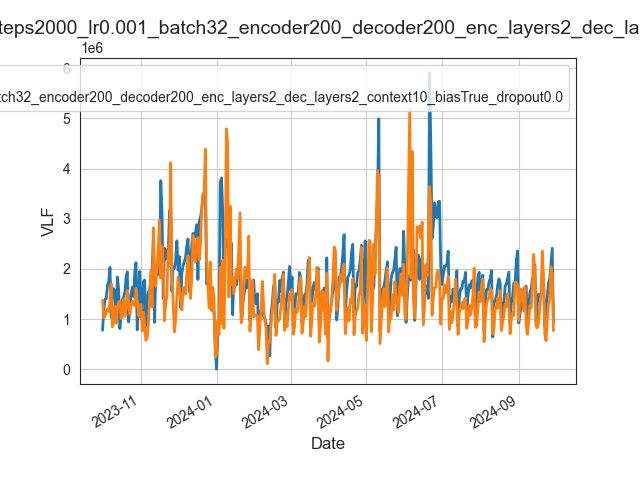 teps2000_lr0.001_batch32_encoder200_decoder200_enc_layers2_dec_la
1e6
tch32_encoder200_decoder200_enc_layers2_dec_layers2_context10_biasTrue_dropout0.0
6
5
4
3
2
1
0
VLF
2023-11
2024-01
2024-03
2024-05
2024-07
2024-09
Date